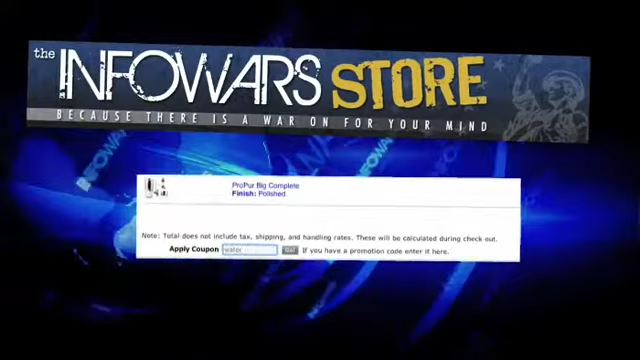 the INFOWARS STORE
BECAUSE THERE IS A WAR ON FOR YOUR MIND
INFOWARS
ProPur Big Complete
Finish: Polished
Note: Total does not include tax, shipping, and handling rates. These will be calculated during check out.
Apply Coupon water Go! If you have a promotion code enter it here.